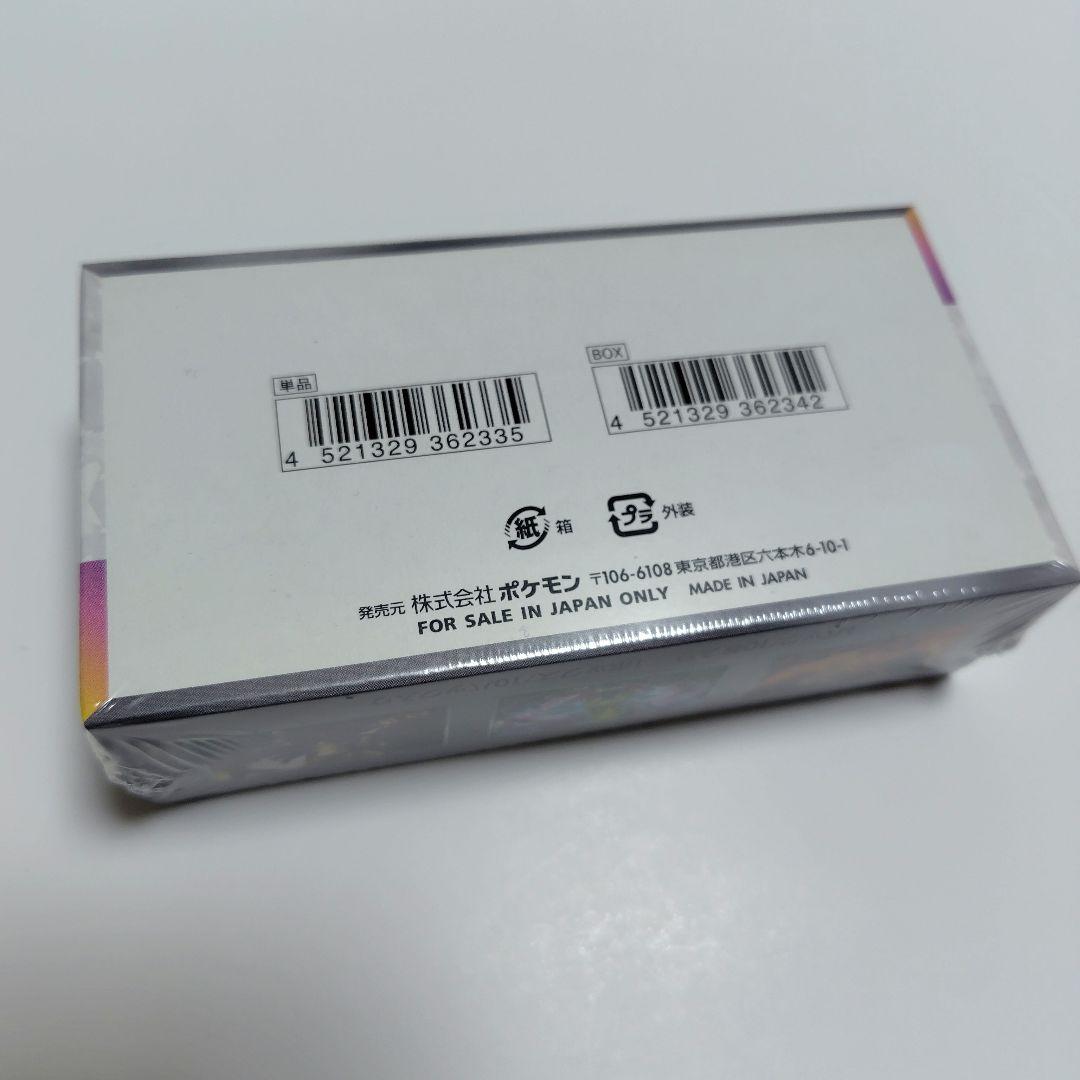 単品
4 521329 362335
BOX
4 521329 362342
紙 箱
プラ 外装
発売元 株式会社 ポケモン 〒106-6108 東京都港区六本木6-10-1
FOR SALE IN JAPAN ONLY MADE IN JAPAN